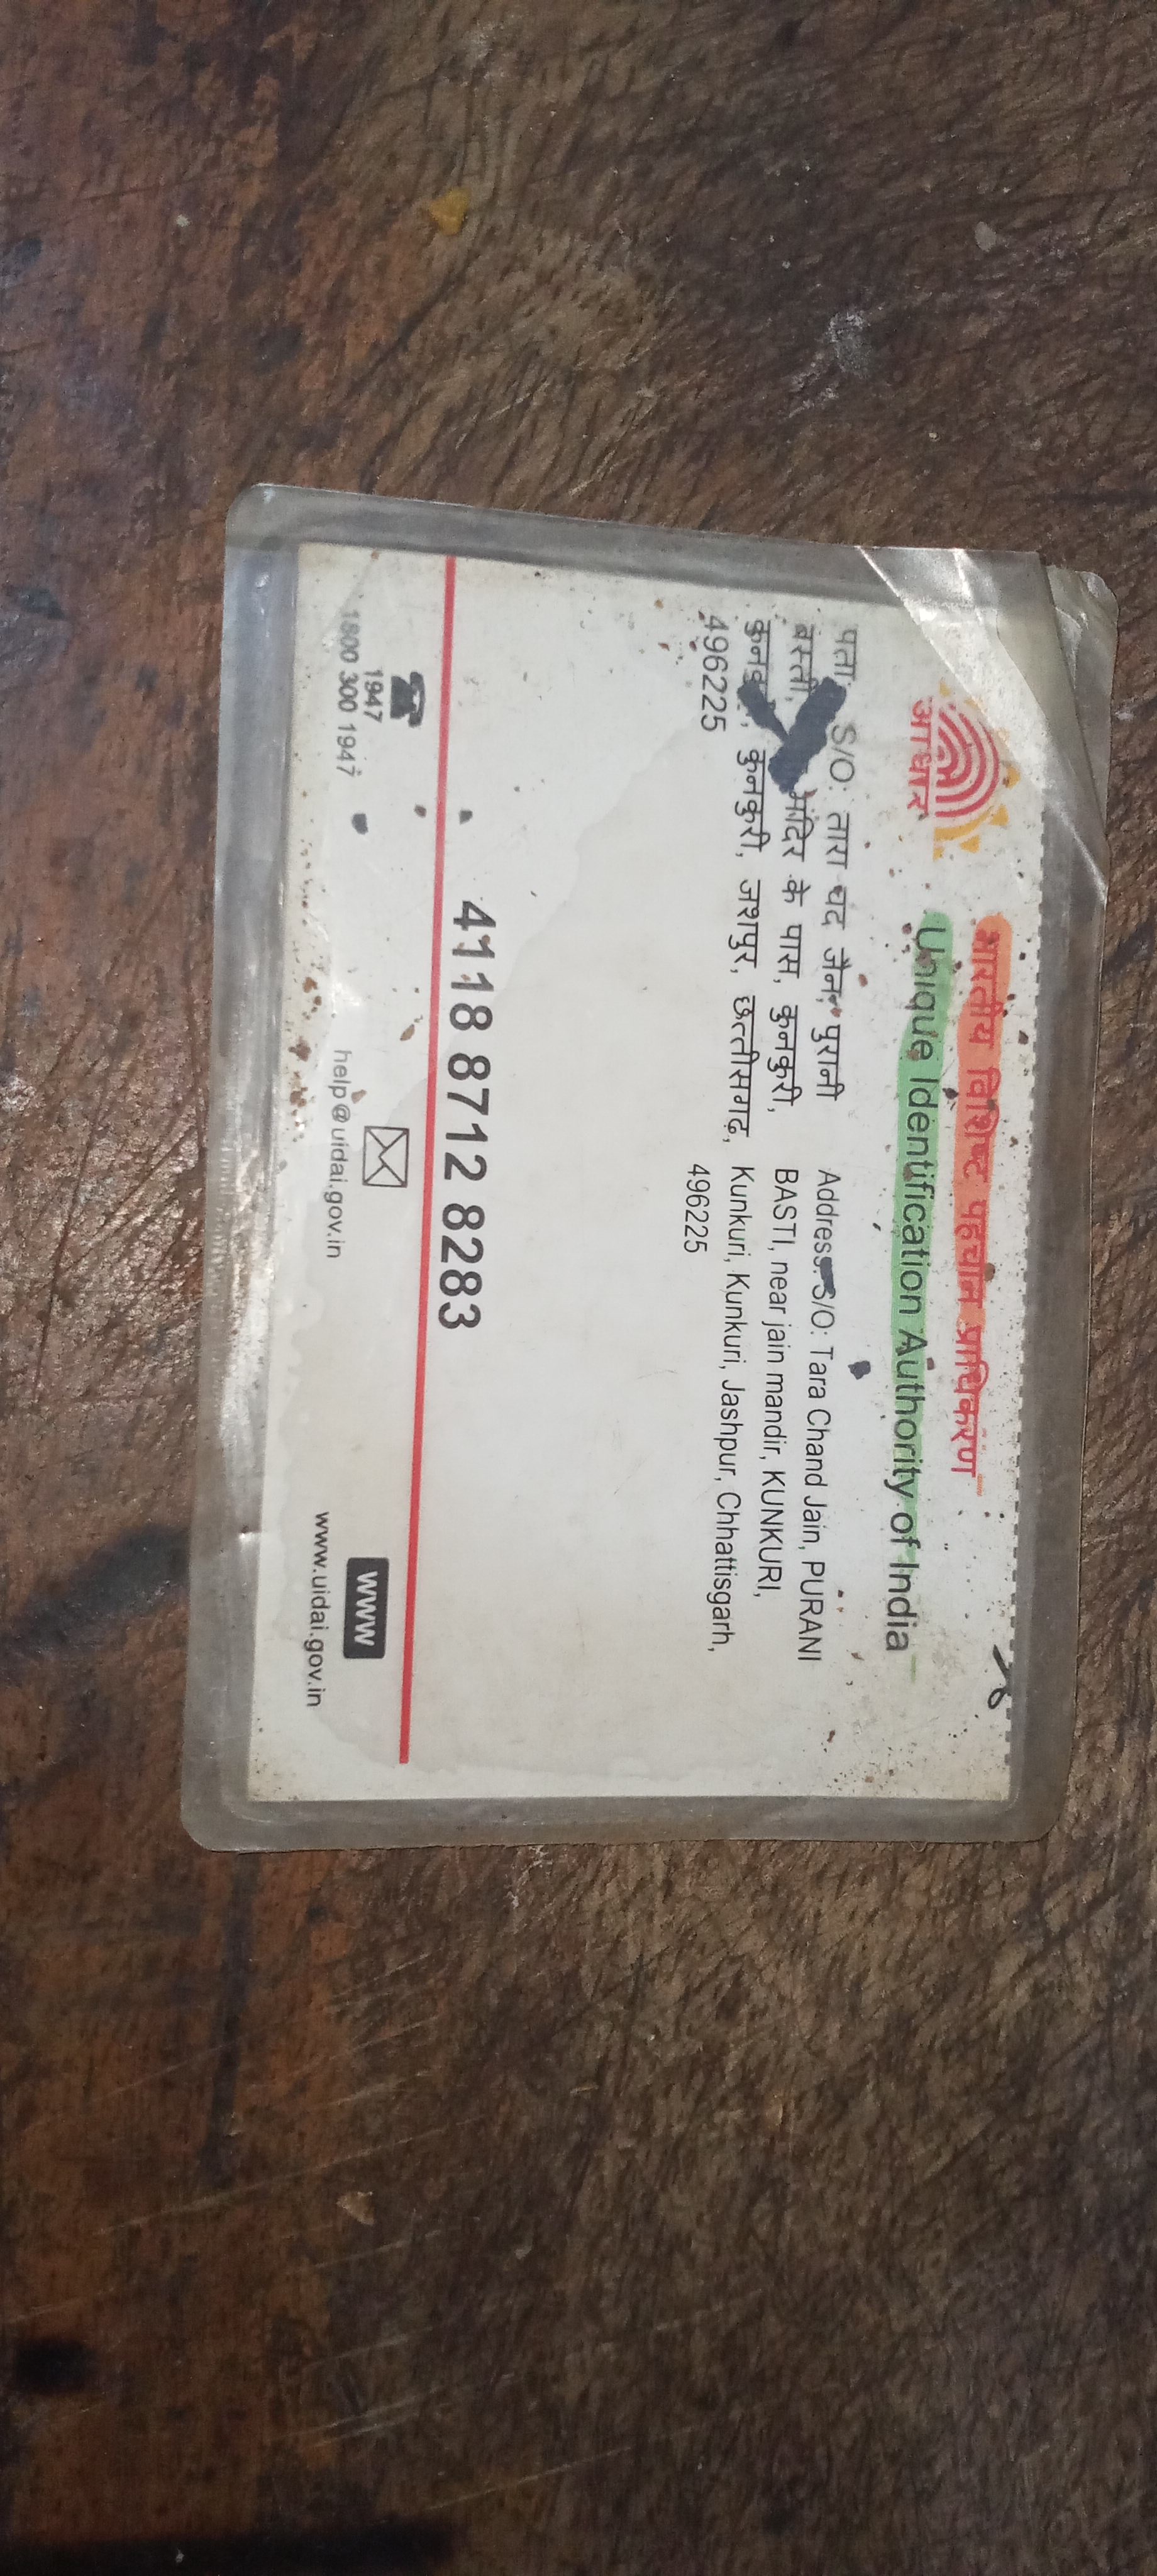 भारतीय विशिष्ट पहचान प्राधिकरण
Unique Identification Authority of India
आधार
पता S/O: तारा चंद जैन, पुरानी
बस्ती, मंदिर के पास, कुनकुरी,
कुनकुरी, जशपुर, छत्तीसगढ़,
496225
Address: S/O: Tara Chand Jain, PURANI
BASTI, near jain mandir, KUNKURI,
Kunkuri, Kunkuri, Jashpur, Chhattisgarh,
496225
4118 8712 8283
1947
1800 300 1947
help@uidai.gov.in
WWW
www.uidai.gov.in